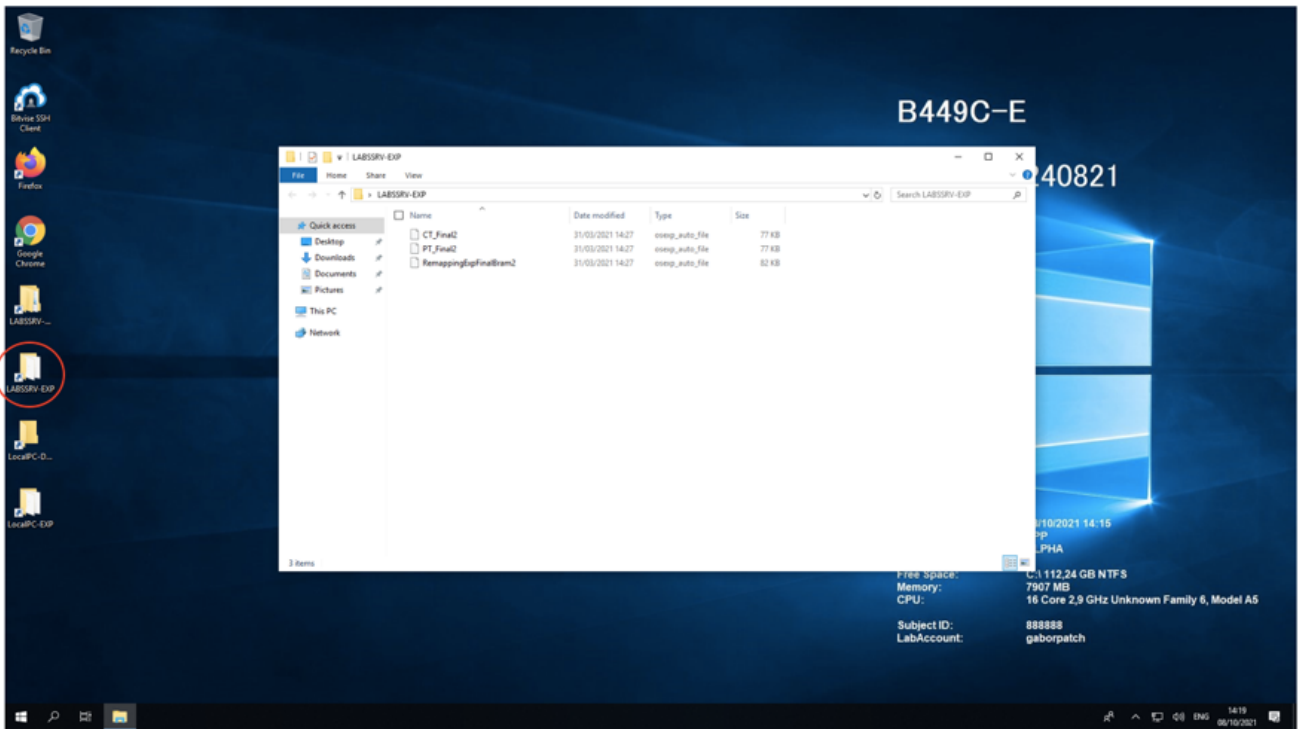 Recycle Bin
Bitvise SSH
Client
Firefox
Google
Chrome
LABSSRV-...
LABSSRV-EXP
LocalPC-D...
LocalPC-EXP
B449C-E
240821
LABSSRV-EXP
File Home Share View
> LABSSRV-EXP
Search LABSSRV-EXP
Quick access
Desktop
Downloads
Documents
Pictures
This PC
Network
Name Date modified Type Size
CT_Final2 31/03/2021 14:27 osexp_auto_file 77 KB
PT_Final2 31/03/2021 14:27 osexp_auto_file 77 KB
RemappingExpFinalBram2 31/03/2021 14:27 osexp_auto_file 82 KB
3 items
/10/2021 14:15
PP
LPHA
Free Space: C:\ 112,24 GB NTFS
Memory: 7907 MB
CPU: 16 Core 2,9 GHz Unknown Family 6, Model A5
Subject ID: 888888
LabAccount: gaborpatch
ENG
14:19
08/10/2021